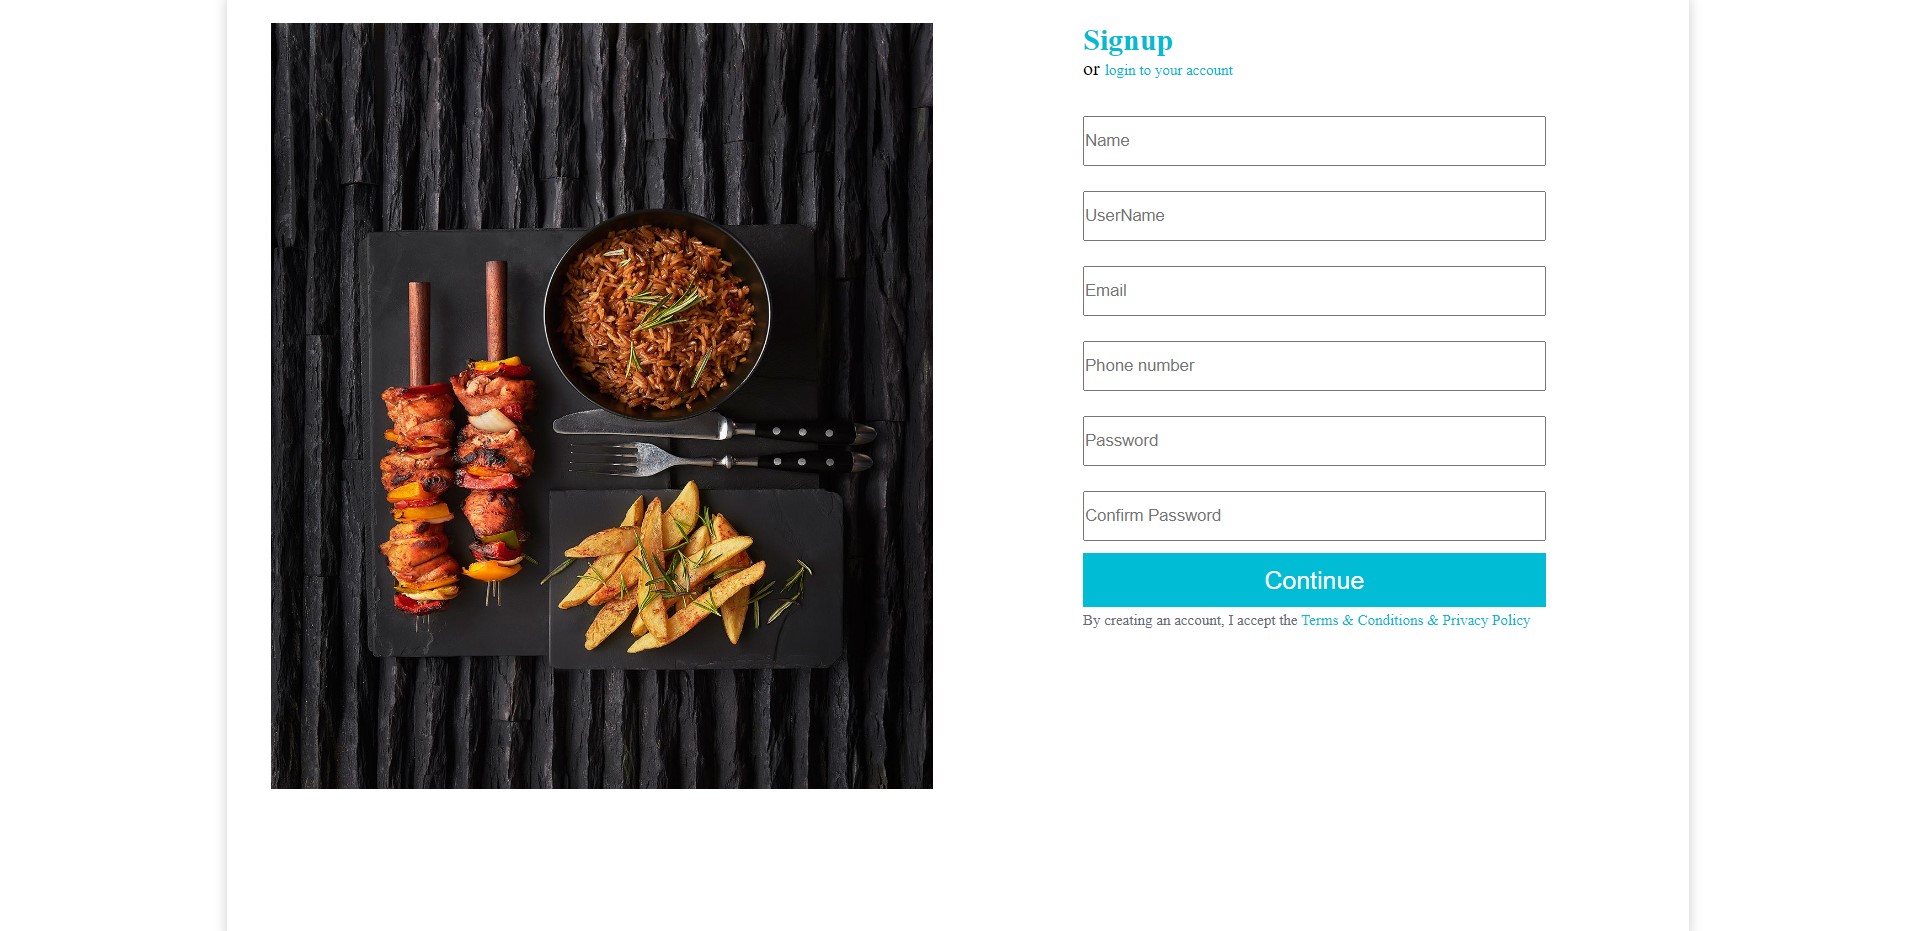 Signup
or login to your account
Name
UserName
Email
Phone number
Password
Confirm Password
Continue
By creating an account, I accept the Terms & Conditions & Privacy Policy